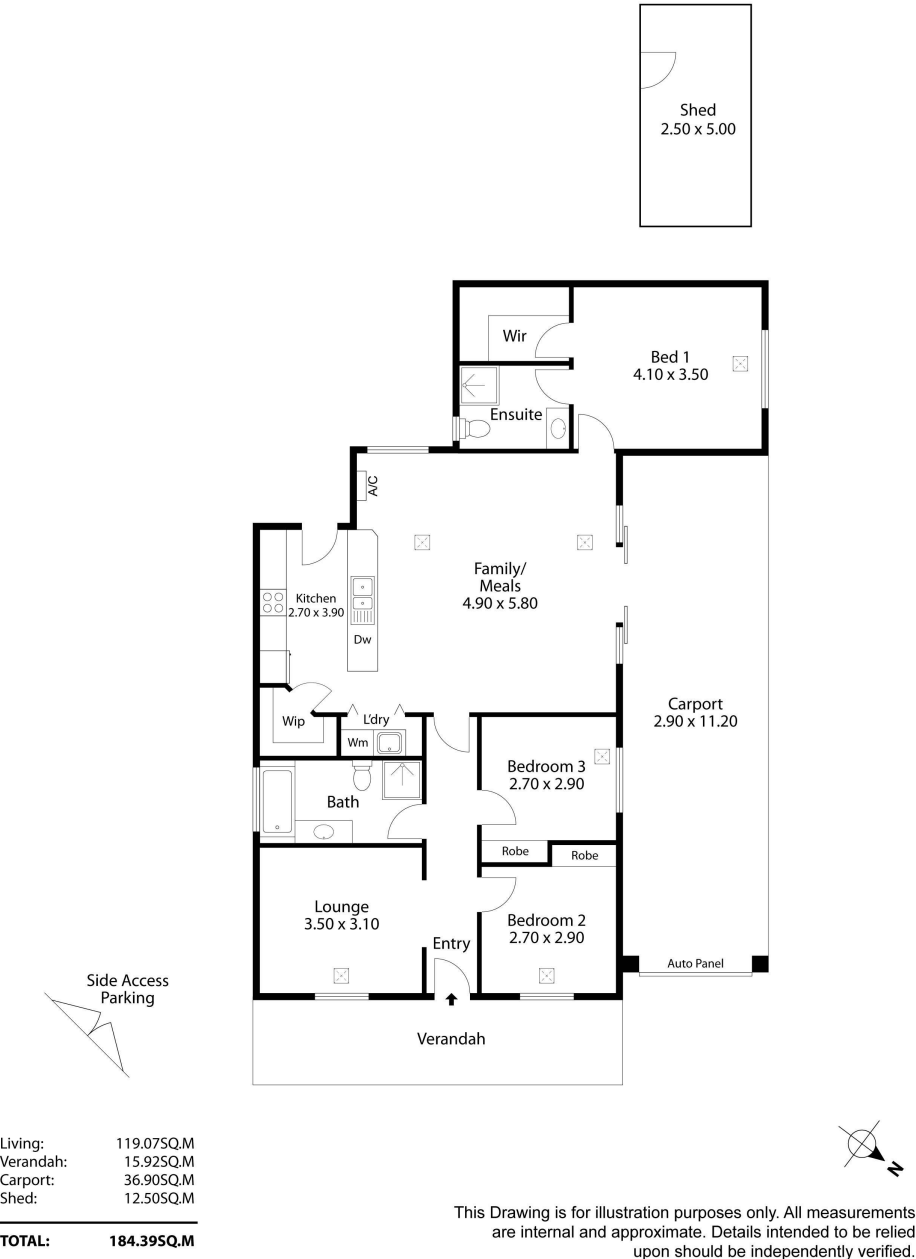 Shed
2.50 x 5.00
Wir
Bed 1
4.10 x 3.50
Ensuite
A/C
Family/
Meals
4.90 x 5.80
Kitchen
2.70 x 3.90
Dw
Carport
2.90 x 11.20
Wip
L'dry
Wm
Bedroom 3
2.70 x 2.90
Bath
Robe
Robe
Lounge
3.50 x 3.10
Bedroom 2
2.70 x 2.90
Entry
Auto Panel
Side Access
Parking
Verandah
Living: 119.07SQ.M
Verandah: 15.92SQ.M
Carport: 36.90SQ.M
Shed: 12.50SQ.M
TOTAL: 184.39SQ.M
N
This Drawing is for illustration purposes only. All measurements
are internal and approximate. Details intended to be relied
upon should be independently verified.